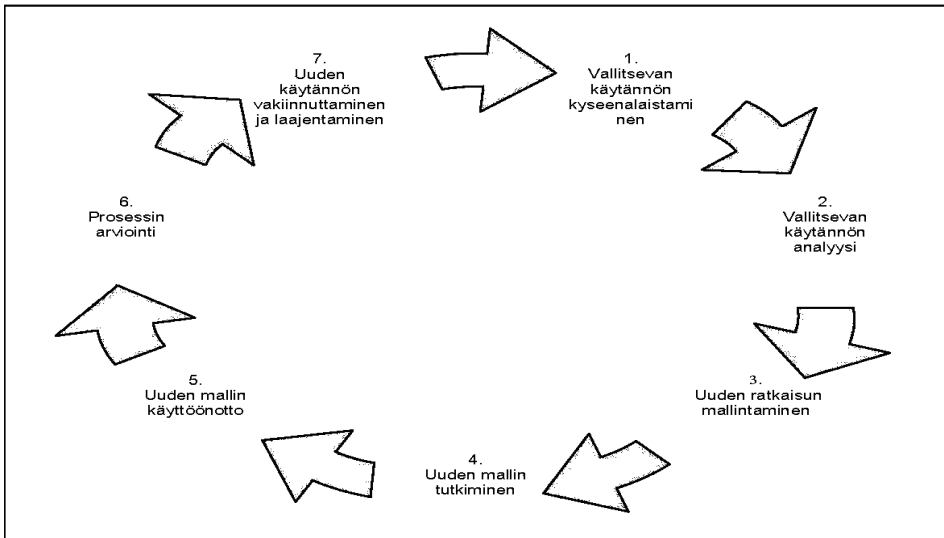 1.
Vallitsevan
käytännön
kyseenalaistami
nen
2.
Vallitsevan
käytännön
analyysi
3.
Uuden ratkaisun
mallintaminen
4.
Uuden mallin
tutkiminen
5.
Uuden mallin
käyttöönotto
6.
Prosessin
arviointi
7.
Uuden
käytännön
vakiinnuttaminen
ja laajentaminen